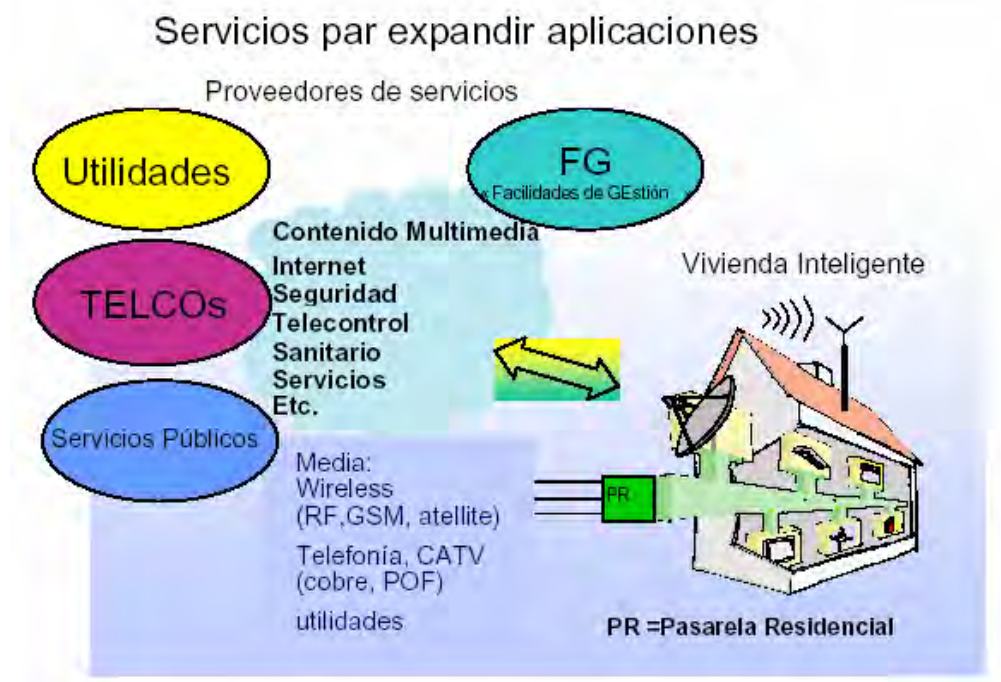 Servicios par expandir aplicaciones
Proveedores de servicios
Utilidades
FG
« Facilidades de GEstión »
TELCOs
Contenido Multimedia
Internet
Seguridad
Telecontrol
Sanitario
Servicios
Etc.
Vivienda Inteligente
Servicios Públicos
Media:
Wireless
(RF,GSM, atellite)
Telefonía, CATV
(cobre, POF)
utilidades
PR
PR =Pasarela Residencial